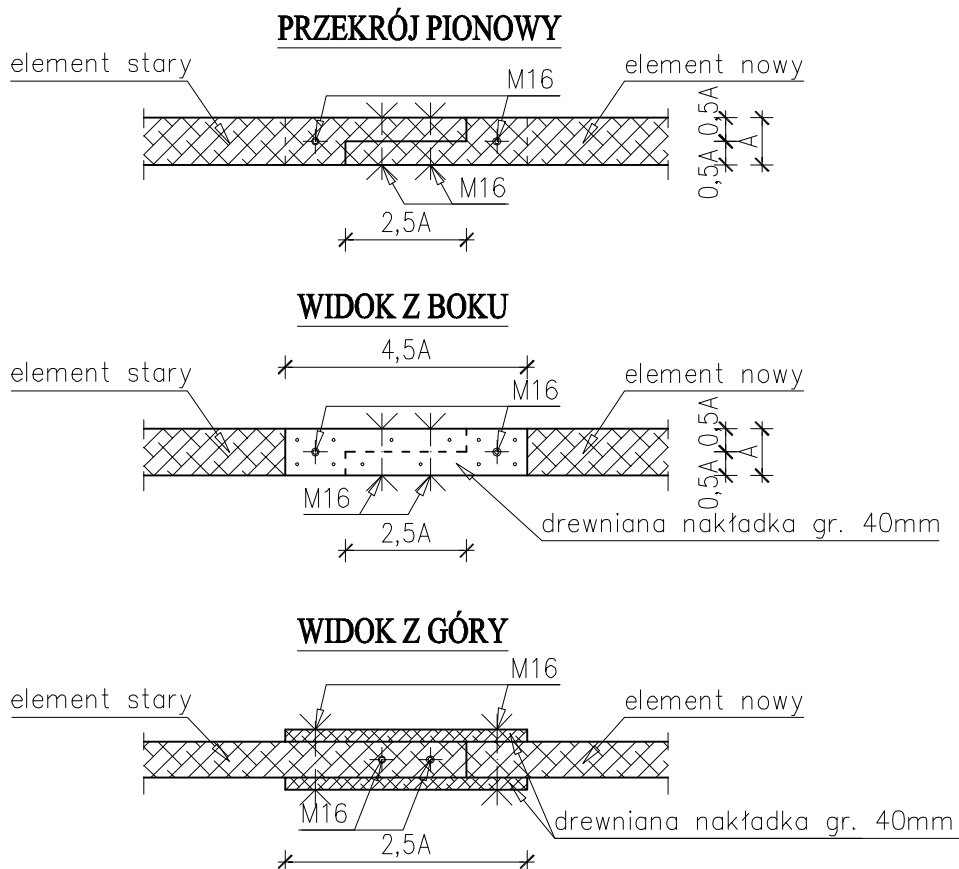 PRZEKRÓJ PIONOWY
element stary
M16
element nowy
0,5A
0,5A
A
M16
2,5A
WIDOK Z BOKU
4,5A
element stary
M16
element nowy
0,5A
0,5A
A
M16
2,5A
drewniana nakładka gr. 40mm
WIDOK Z GÓRY
M16
element stary
element nowy
M16
drewniana nakładka gr. 40mm
2,5A